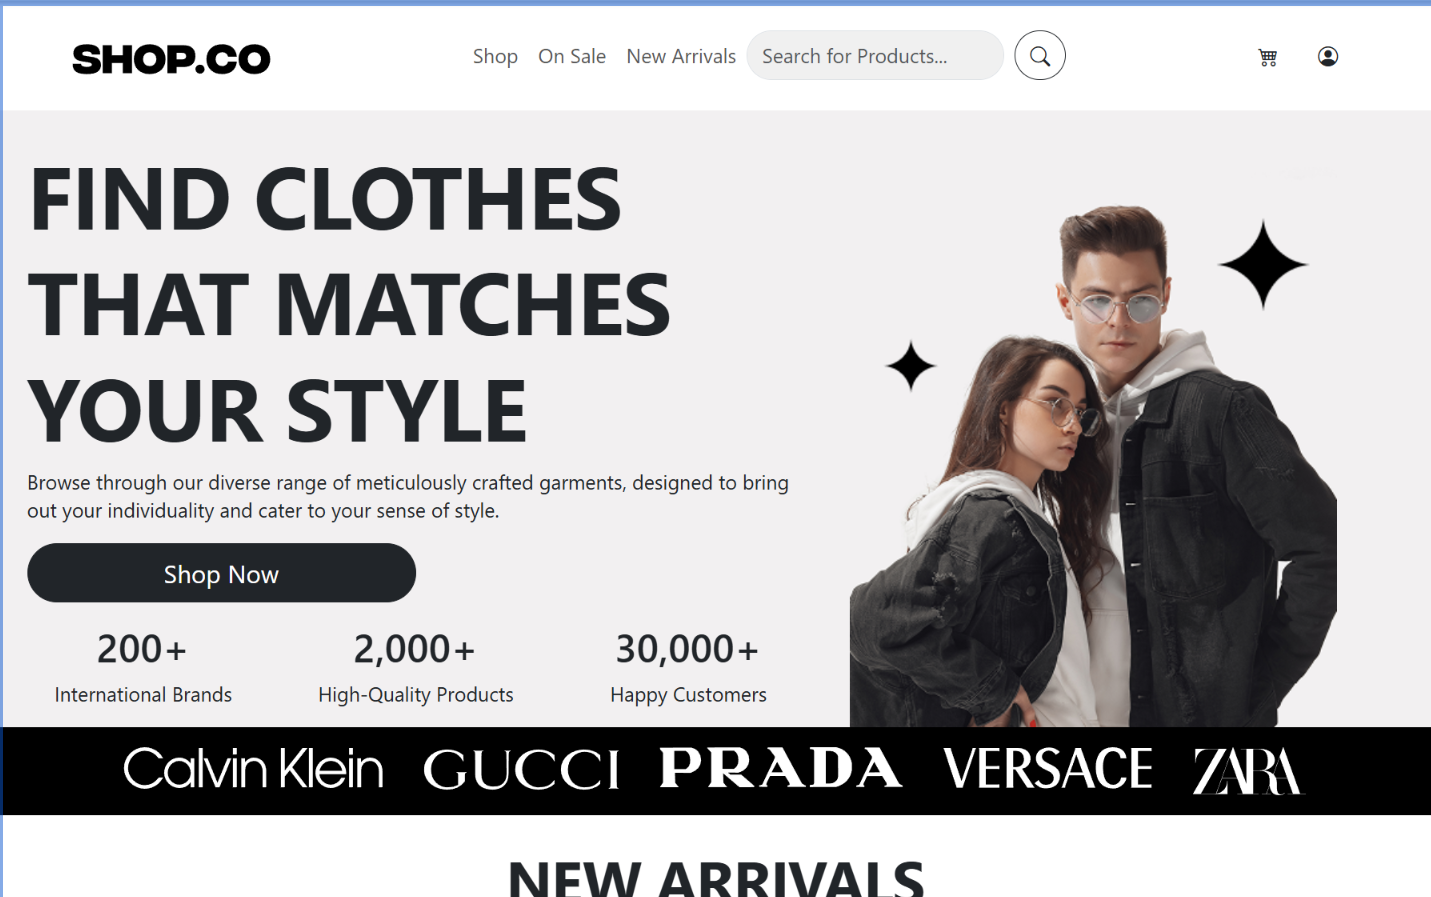 SHOP.CO
Shop On Sale New Arrivals Search for Products...
FIND CLOTHES
THAT MATCHES
YOUR STYLE
Browse through our diverse range of meticulously crafted garments, designed to bring
out your individuality and cater to your sense of style.
Shop Now
200+ 2,000+ 30,000+
International Brands High-Quality Products Happy Customers
Calvin Klein GUCCI PRADA VERSACE ZARA
NEW ARRIVALS